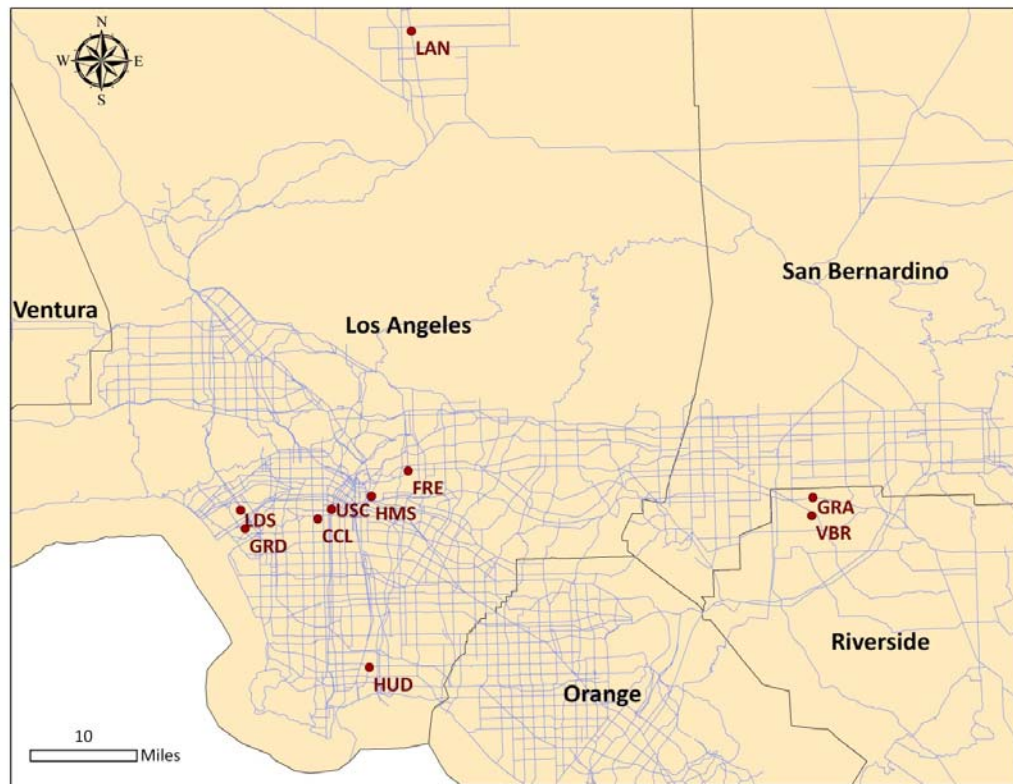 N
W E
S
LAN
San Bernardino
Ventura
Los Angeles
FRE
LDS
USC
HMS
GRA
GRD
CCL
VBR
Riverside
HUD
Orange
10
Miles